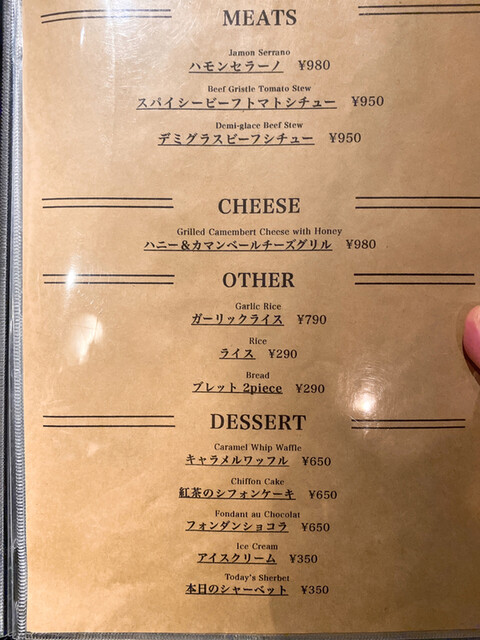 MEATS
Jamon Serrano
ハモンセラーノ ¥980
Beef Gristle Tomato Stew
スパイシービーフトマトシチュー ¥950
Demi-glace Beef Stew
デミグラスビーフシチュー ¥950
CHEESE
Grilled Camembert Cheese with Honey
ハニー&カマンベールチーズグリル ¥980
OTHER
Garlic Rice
ガーリックライス ¥790
Rice
ライス ¥290
Bread
ブレット 2piece ¥290
DESSERT
Caramel Whip Waffle
キャラメルワッフル ¥650
Chiffon Cake
紅茶のシフォンケーキ ¥650
Fondant au Chocolat
フォンダンショコラ ¥650
Ice Cream
アイスクリーム ¥350
Today's Sherbet
本日のシャーベット ¥350